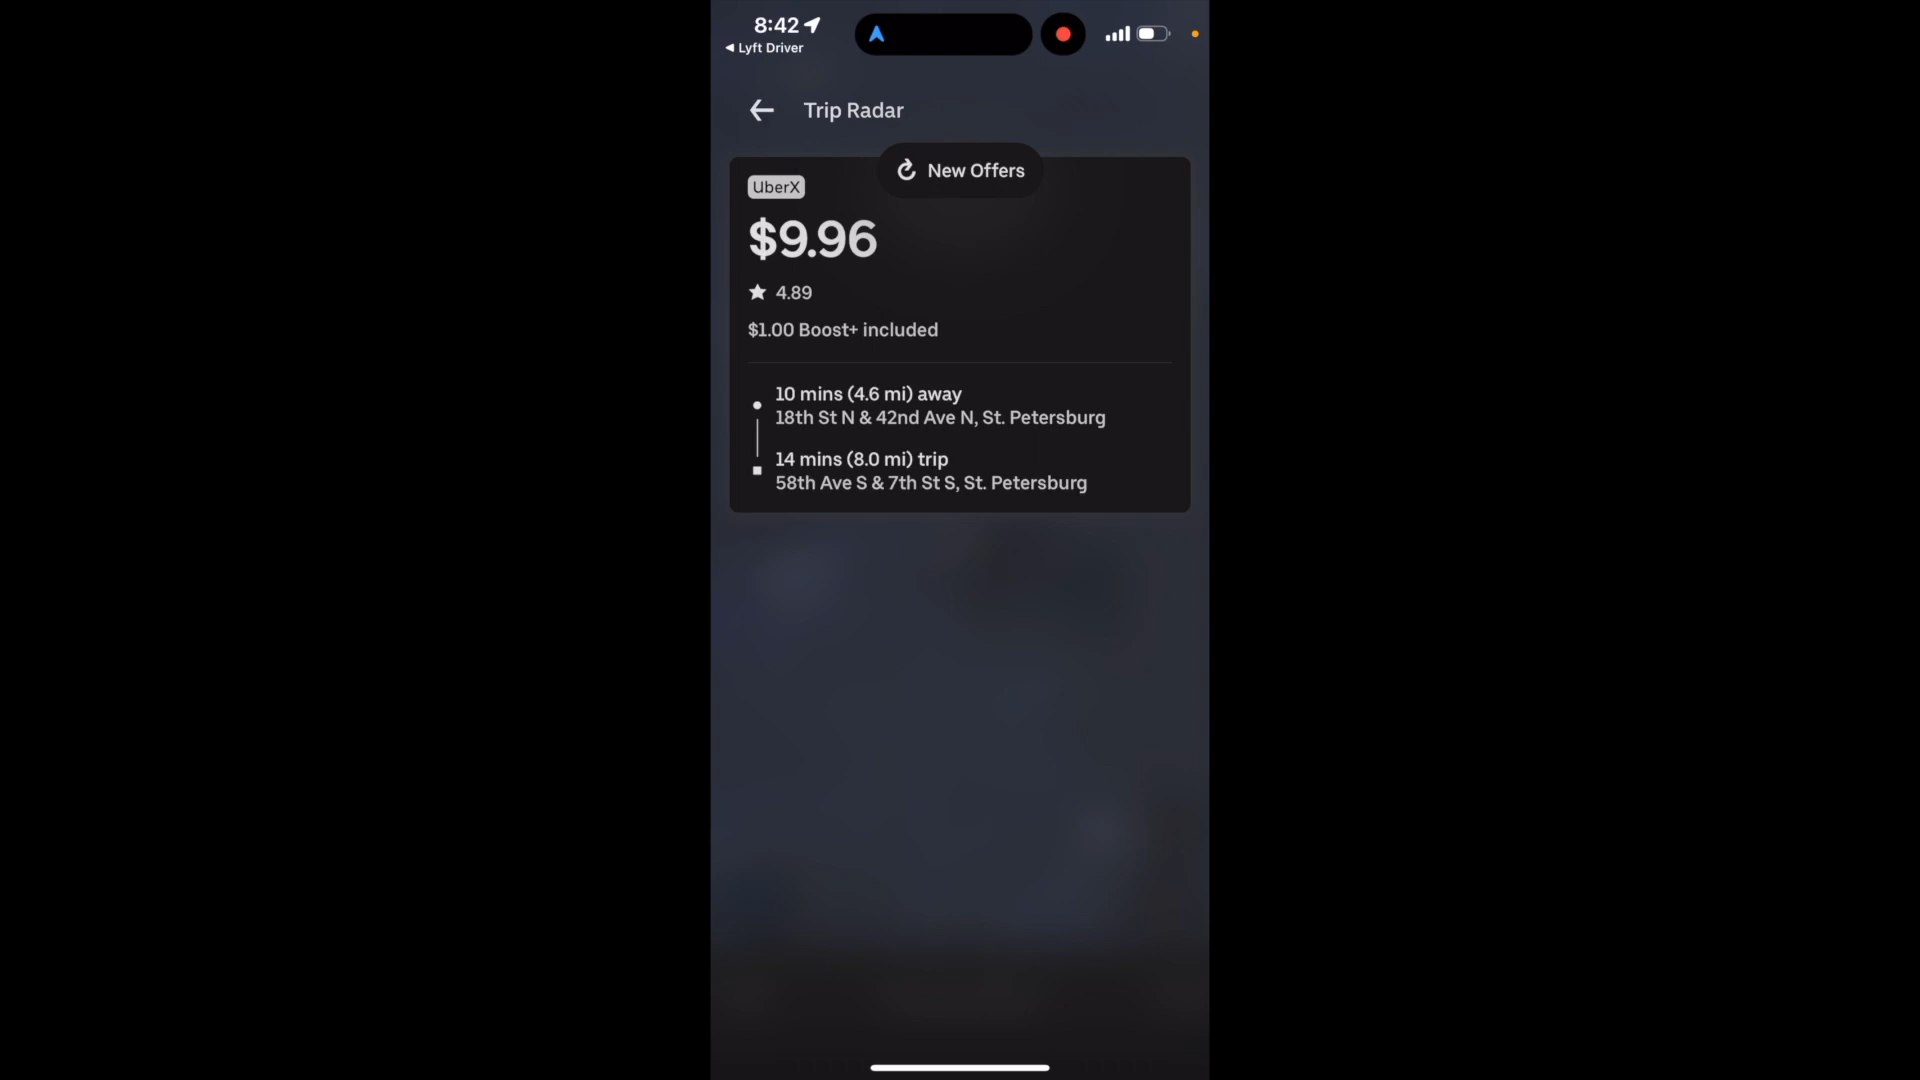 8:42
◀ Lyft Driver
Trip Radar
New Offers
UberX
$9.96
★ 4.89
$1.00 Boost+ included
10 mins (4.6 mi) away
18th St N & 42nd Ave N, St. Petersburg
14 mins (8.0 mi) trip
58th Ave S & 7th St S, St. Petersburg